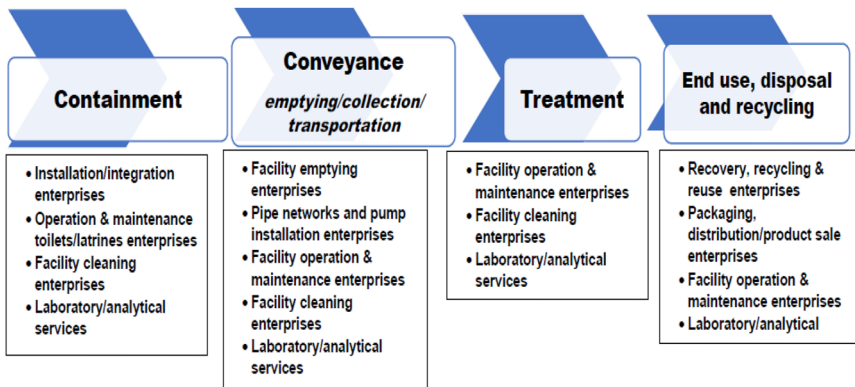 Containment
• Installation/integration
enterprises
• Operation & maintenance
toilets/latrines enterprises
• Facility cleaning
enterprises
• Laboratory/analytical
services
Conveyance
emptying/collection/
transportation
• Facility emptying
enterprises
• Pipe networks and pump
installation enterprises
• Facility operation &
maintenance enterprises
• Facility cleaning
enterprises
• Laboratory/analytical
services
Treatment
• Facility operation &
maintenance enterprises
• Facility cleaning
enterprises
• Laboratory/analytical
services
End use, disposal
and recycling
• Recovery, recycling &
reuse enterprises
• Packaging,
distribution/product sale
enterprises
• Facility operation &
maintenance enterprises
• Laboratory/analytical